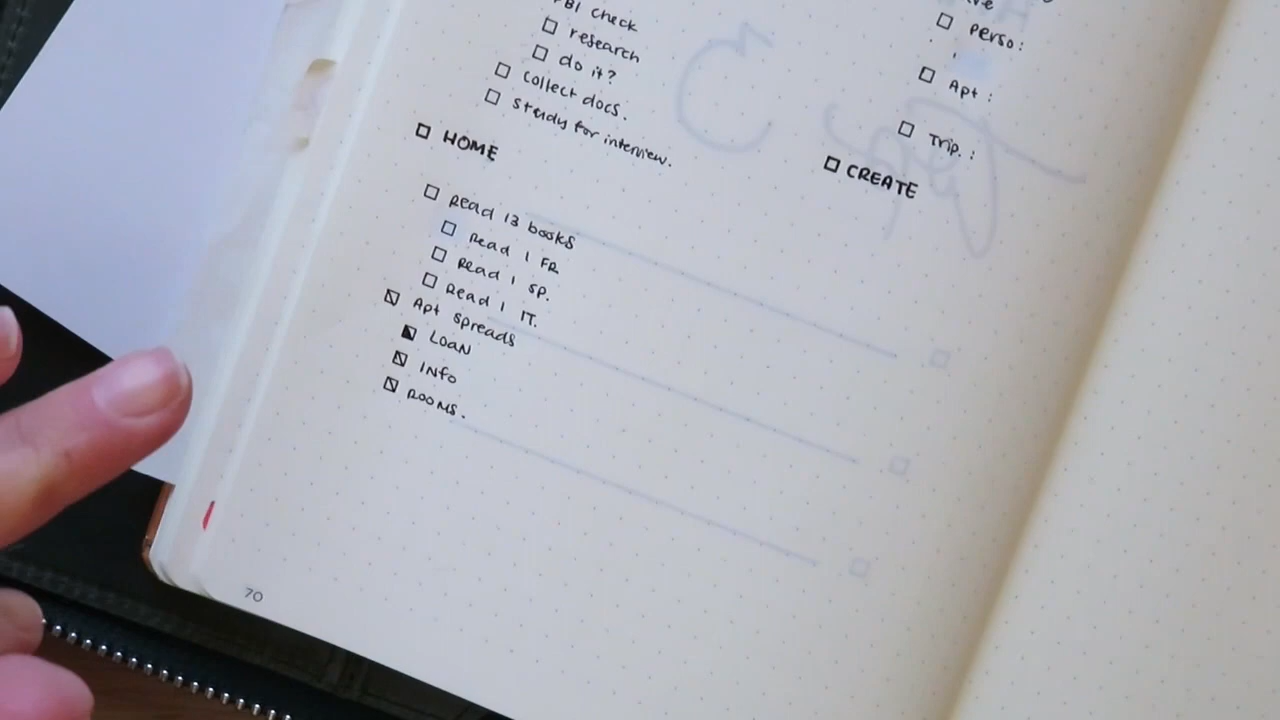 FBI check
research
do it?
collect docs.
study for interview.
HOME
Read 13 books
Read 1 FR
Read 1 SP.
Read 1 IT.
Apt spreads
LOAN
INFO
ROOMS.
Perso:
Apt:
Trip.:
CREATE
70